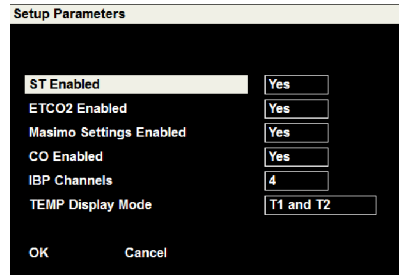 Setup Parameters
ST Enabled Yes
ETCO2 Enabled Yes
Masimo Settings Enabled Yes
CO Enabled Yes
IBP Channels 4
TEMP Display Mode T1 and T2
OK Cancel